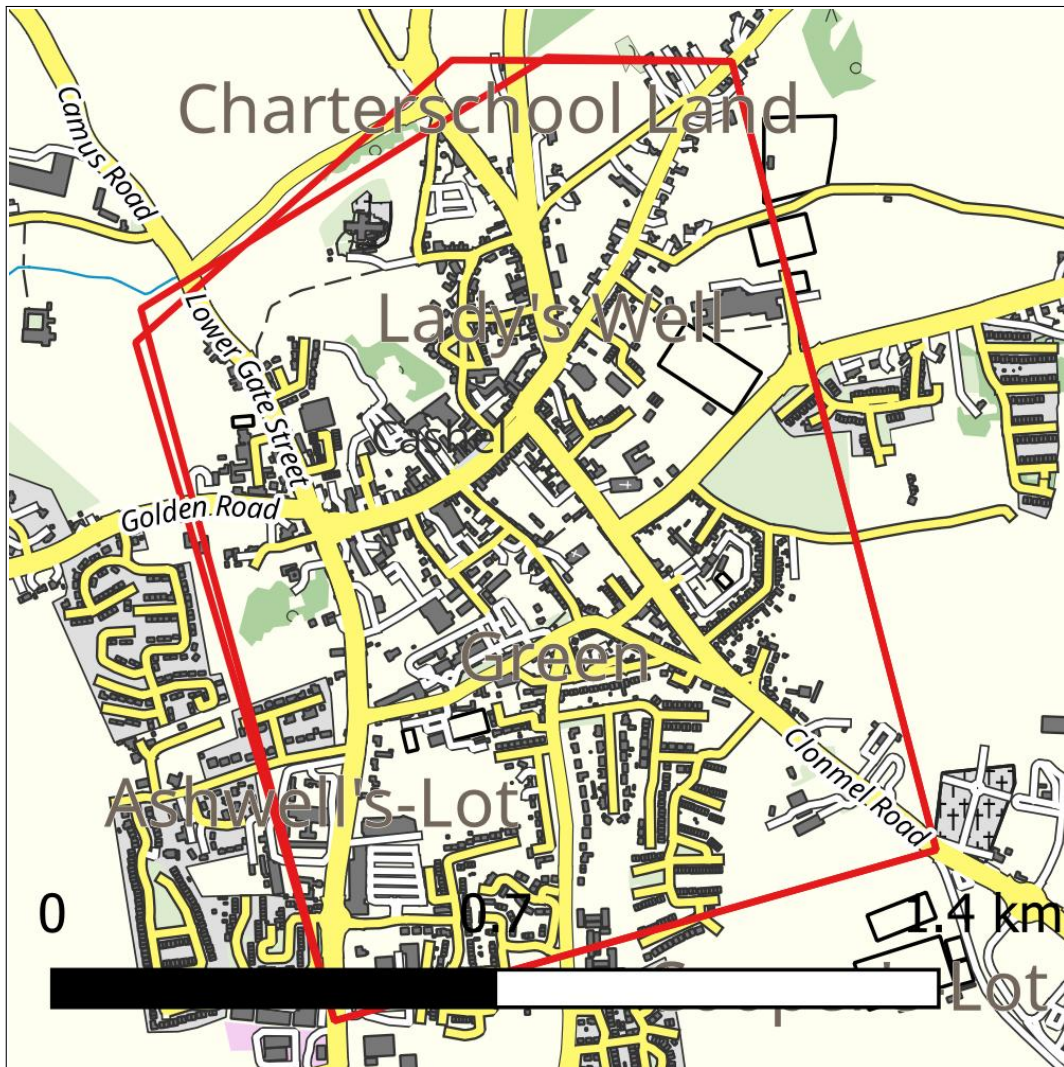 Charterschool Land
Camus Road
Lady's Well
Lower Gate Street
Cashel
Golden Road
Green
Clonmel Road
Ashwell's-Lot
0 0.7 1.4 km
Cooper's-Lot